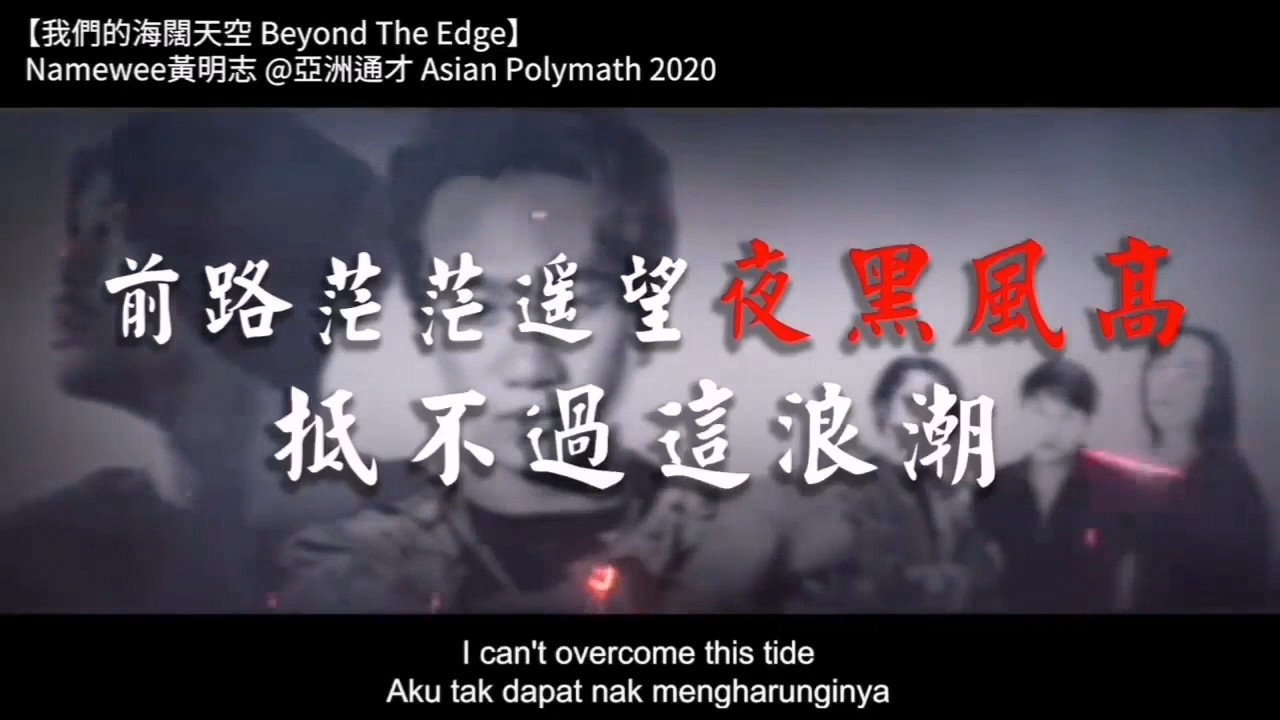 【我們的海闊天空 Beyond The Edge】
Namewee黃明志 @亞洲通才 Asian Polymath 2020
前路茫茫遥望夜黑風高
抵不過這浪潮
I can't overcome this tide
Aku tak dapat nak mengharunginya